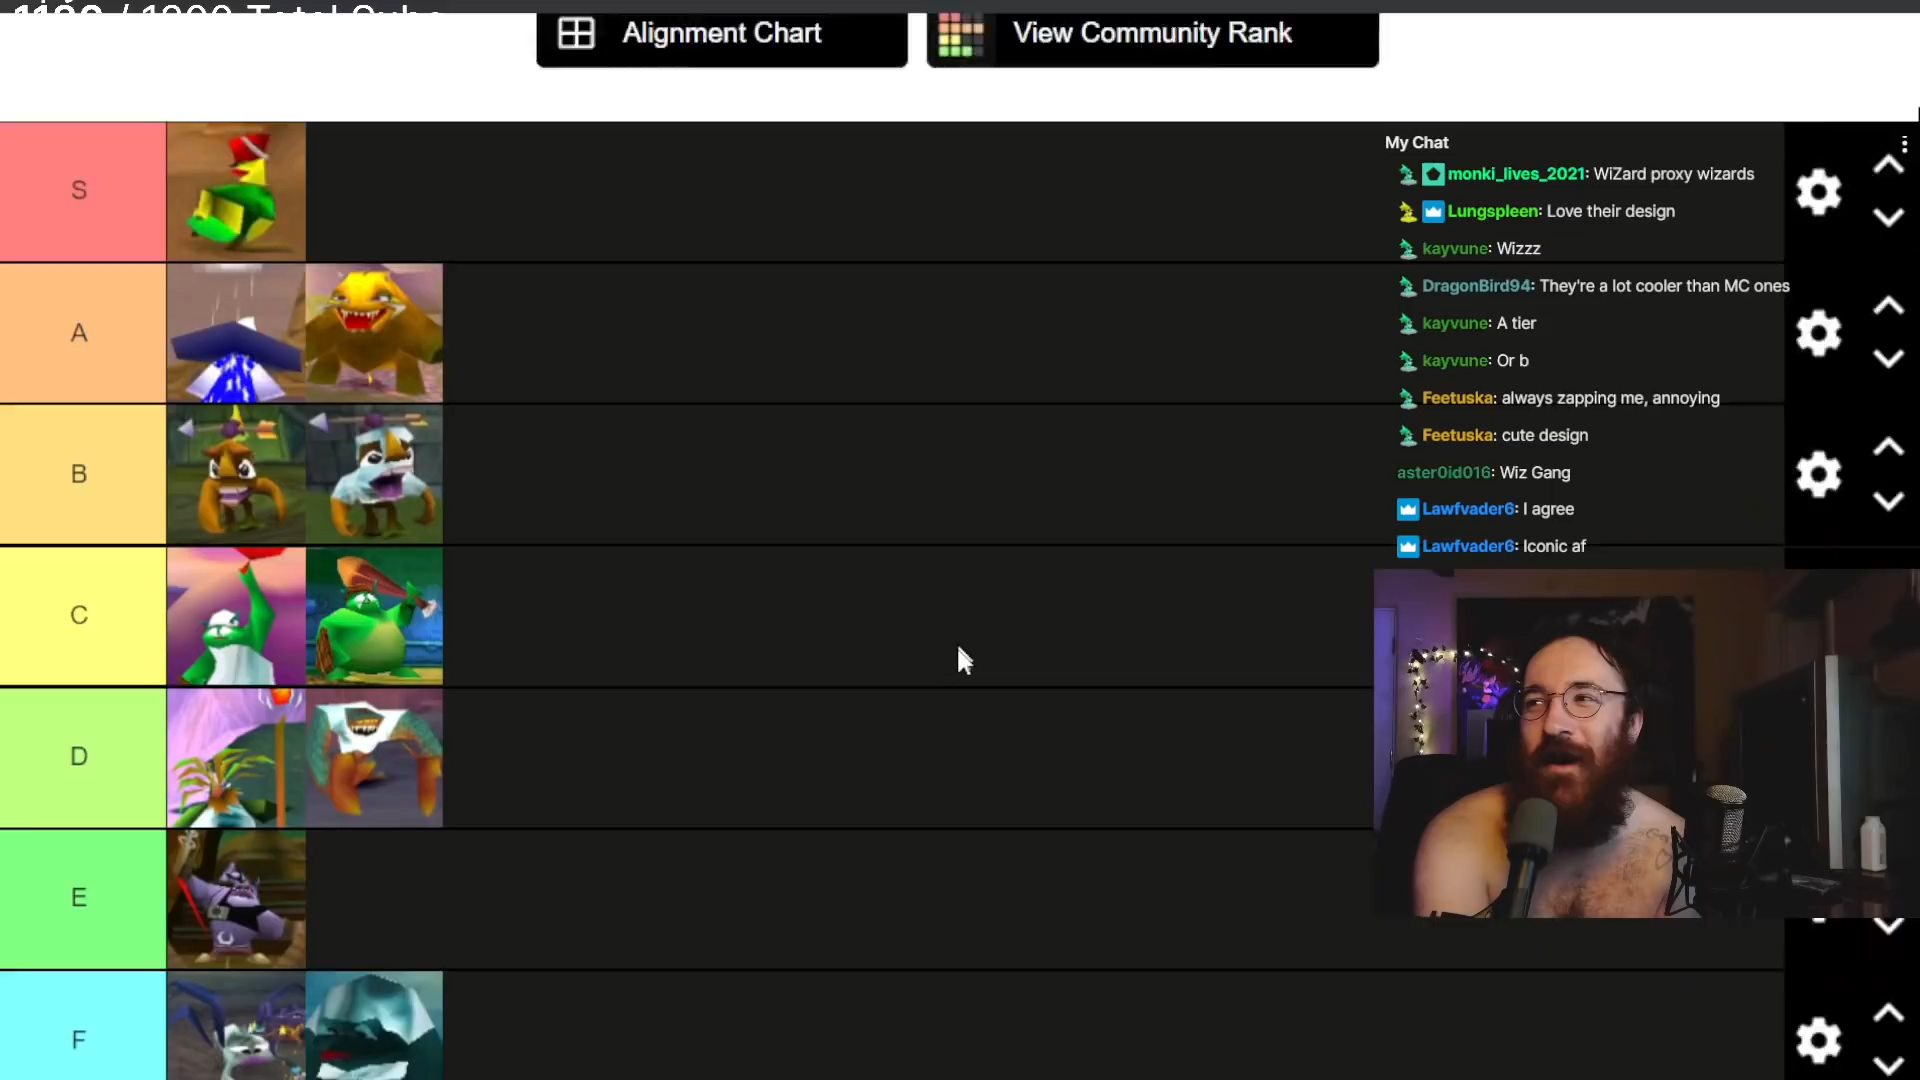 Alignment Chart
View Community Rank
S
A
B
C
D
E
F
My Chat
monki_lives_2021: WiZard proxy wizards
Lungspleen: Love their design
kayvune: Wizzz
DragonBird94: They're a lot cooler than MC ones
kayvune: A tier
kayvune: Or b
Feetuska: always zapping me, annoying
Feetuska: cute design
aster0id016: Wiz Gang
Lawfvader6: I agree
Lawfvader6: Iconic af